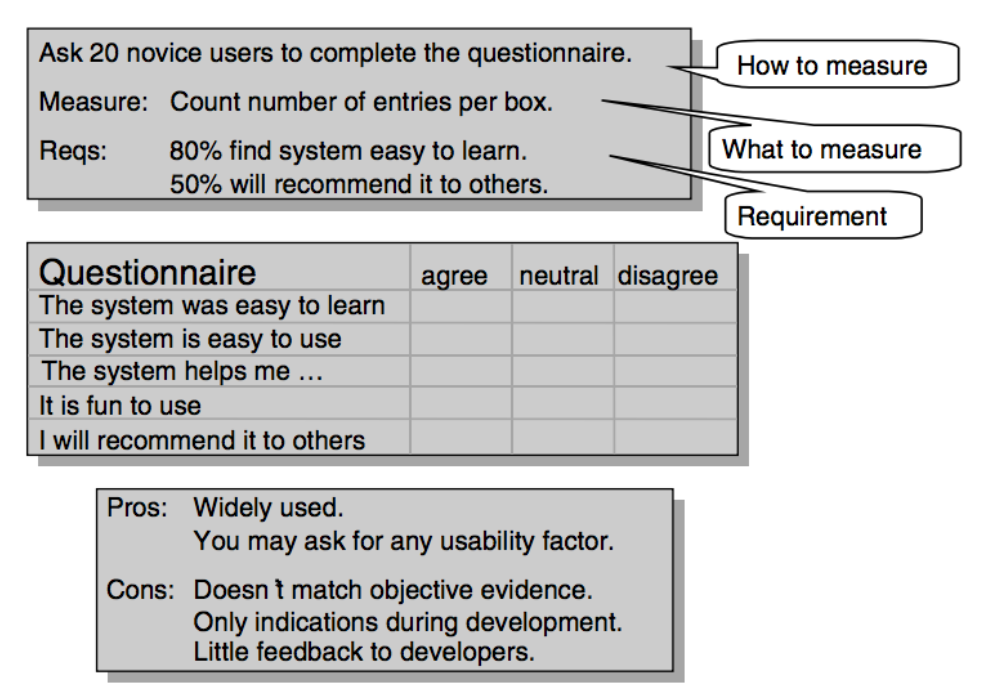 Ask 20 novice users to complete the questionnaire.
How to measure
Measure: Count number of entries per box.
What to measure
Reqs: 80% find system easy to learn.
50% will recommend it to others.
Requirement
Questionnaire agree neutral disagree
The system was easy to learn
The system is easy to use
The system helps me …
It is fun to use
I will recommend it to others
Pros: Widely used.
You may ask for any usability factor.
Cons: Doesn't match objective evidence.
Only indications during development.
Little feedback to developers.